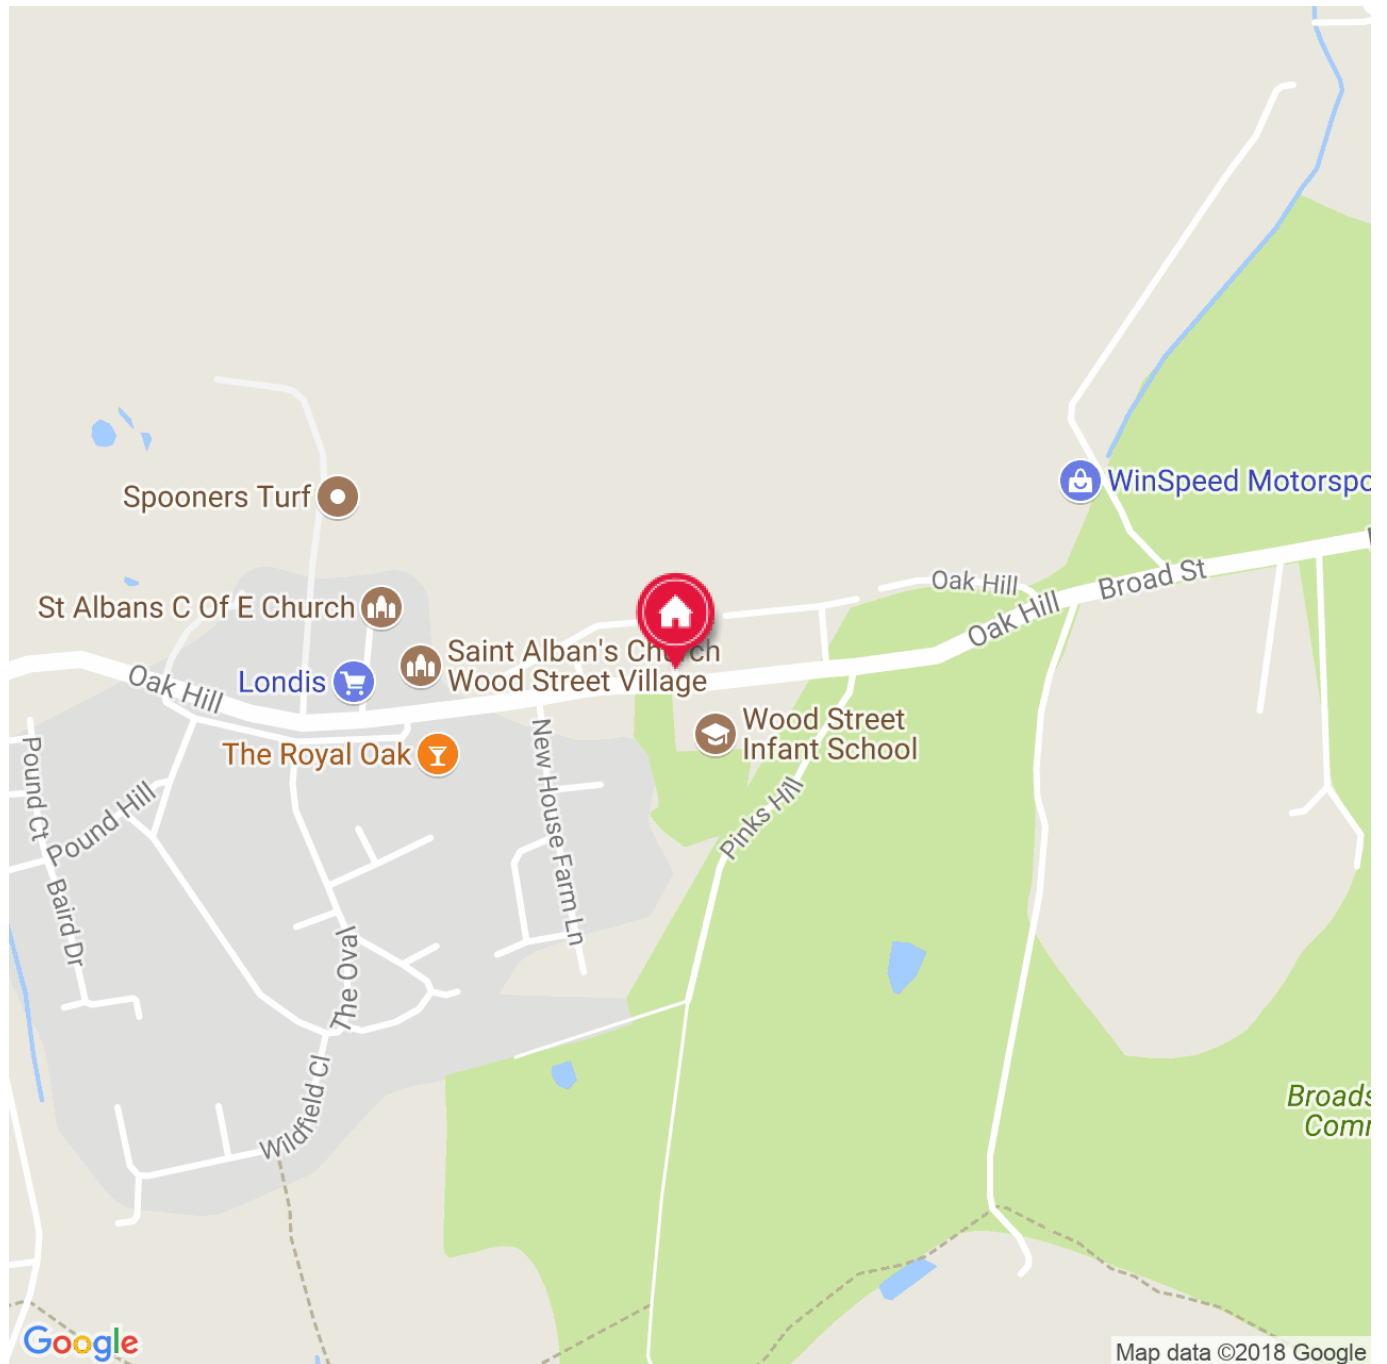 WinSpeed Motorspo
Spooners Turf
Oak Hill
Broad St
St Albans C Of E Church
Oak Hill
Saint Alban's Church
Wood Street Village
Londis
Oak Hill
Wood Street
Infant School
The Royal Oak
New House Farm Ln
Pound Ct
Pound Hill
Pinks Hill
Baird Dr
The Oval
Wildfield Cl
Broads
Comm
Google
Map data ©2018 Google